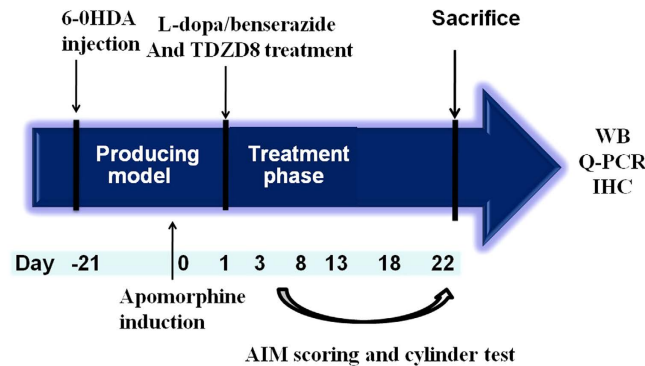 6-0HDA
injection
L-dopa/benserazide
And TDZD8 treatment
Sacrifice
Producing
model
Treatment
phase
WB
Q-PCR
IHC
Day -21 0 1 3 8 13 18 22
Apomorphine
induction
AIM scoring and cylinder test